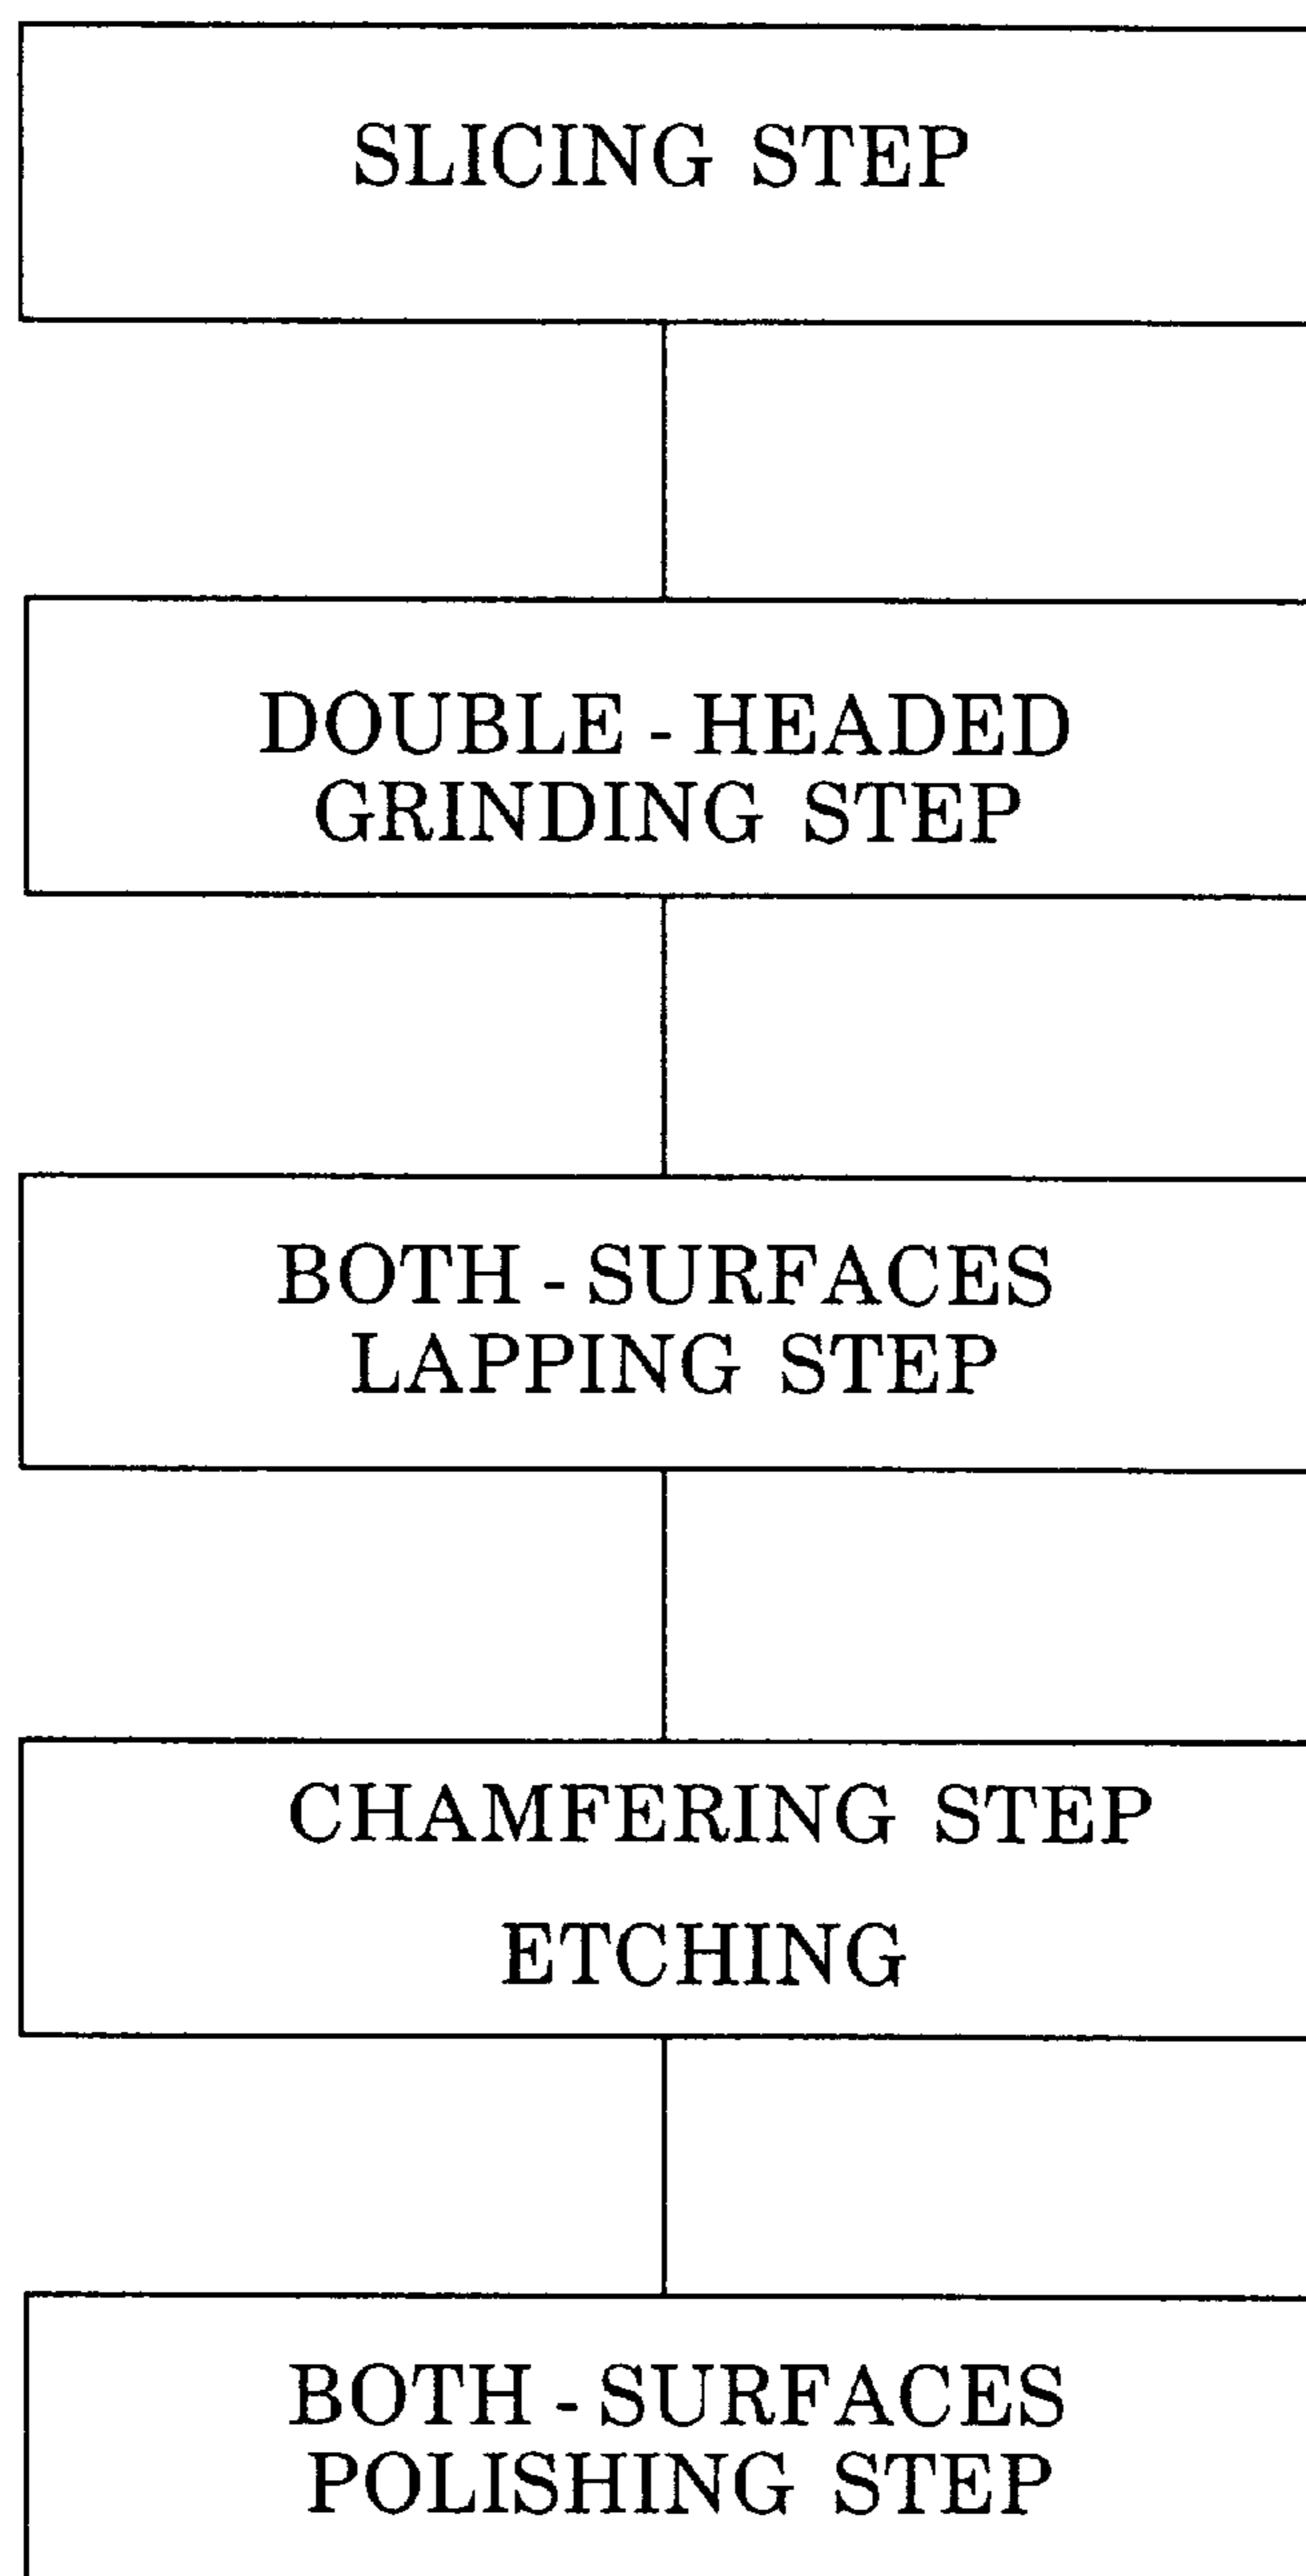 SLICING STEP
DOUBLE - HEADED
GRINDING STEP
BOTH - SURFACES
LAPPING STEP
CHAMFERING STEP
ETCHING
BOTH - SURFACES
POLISHING STEP